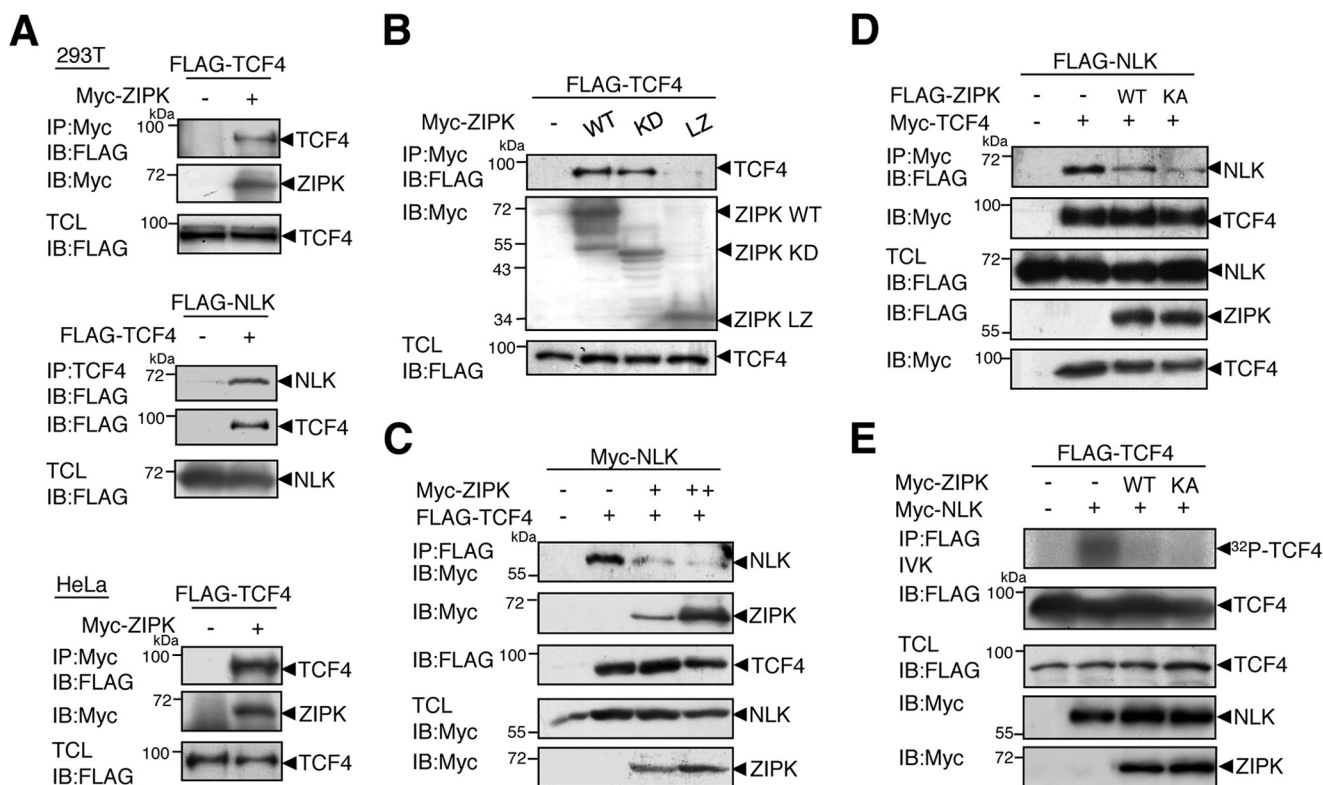 A
293T
FLAG-TCF4
Myc-ZIPK - +
kDa
IP:Myc
IB:FLAG
100
TCF4
IB:Myc
72
ZIPK
TCL
IB:FLAG
100
TCF4
FLAG-NLK
FLAG-TCF4 - +
kDa
IP:TCF4
IB:FLAG
72
NLK
IB:FLAG
100
TCF4
TCL
IB:FLAG
72
NLK
HeLa
FLAG-TCF4
Myc-ZIPK - +
kDa
IP:Myc
IB:FLAG
100
TCF4
IB:Myc
72
ZIPK
TCL
IB:FLAG
100
TCF4
B
FLAG-TCF4
Myc-ZIPK - WT KD LZ
kDa
IP:Myc
IB:FLAG
100
TCF4
IB:Myc
72
ZIPK WT
55
ZIPK KD
43
34
ZIPK LZ
TCL
IB:FLAG
100
TCF4
C
Myc-NLK
Myc-ZIPK - - + ++
FLAG-TCF4 - + + +
kDa
IP:FLAG
IB:Myc
55
NLK
IB:Myc
72
ZIPK
IB:FLAG
100
TCF4
TCL
IB:Myc
55
NLK
IB:Myc
72
ZIPK
D
FLAG-NLK
FLAG-ZIPK - - WT KA
Myc-TCF4 - + + +
kDa
IP:Myc
IB:FLAG
72
NLK
IB:Myc
100
TCF4
TCL
IB:FLAG
72
NLK
IB:FLAG
55
ZIPK
IB:Myc
100
TCF4
E
FLAG-TCF4
Myc-ZIPK - - WT KA
Myc-NLK - + + +
IP:FLAG
IVK
³²P-TCF4
kDa
IB:FLAG
100
TCF4
TCL
IB:FLAG
100
TCF4
IB:Myc
55
NLK
IB:Myc
72
ZIPK